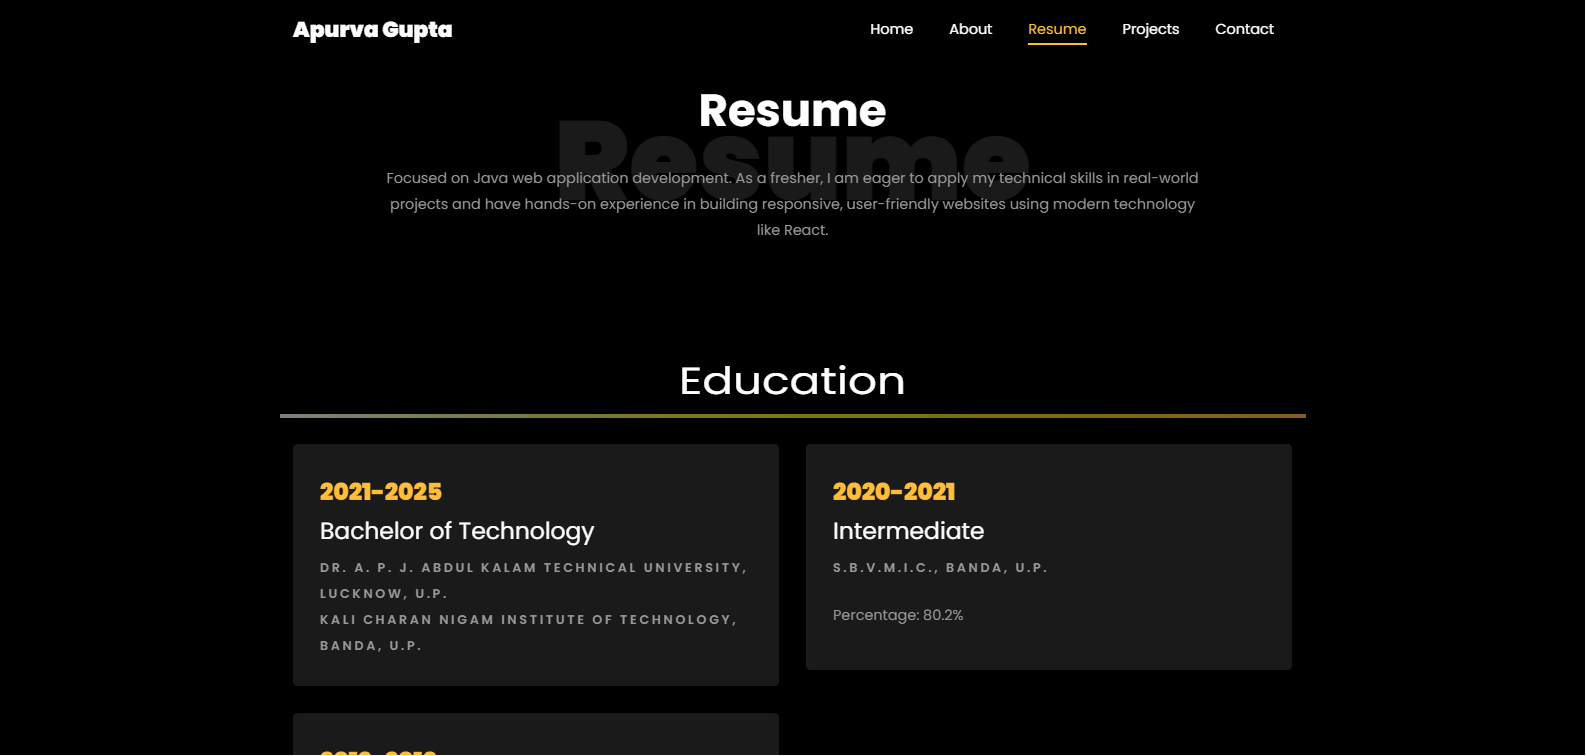 Apurva Gupta
Home About Resume Projects Contact
Resume
Resume
Focused on Java web application development. As a fresher, I am eager to apply my technical skills in real-world
projects and have hands-on experience in building responsive, user-friendly websites using modern technology
like React.
Education
2021-2025
Bachelor of Technology
DR. A. P. J. ABDUL KALAM TECHNICAL UNIVERSITY,
LUCKNOW, U.P.
KALI CHARAN NIGAM INSTITUTE OF TECHNOLOGY,
BANDA, U.P.
2020-2021
Intermediate
S.B.V.M.I.C., BANDA, U.P.
Percentage: 80.2%